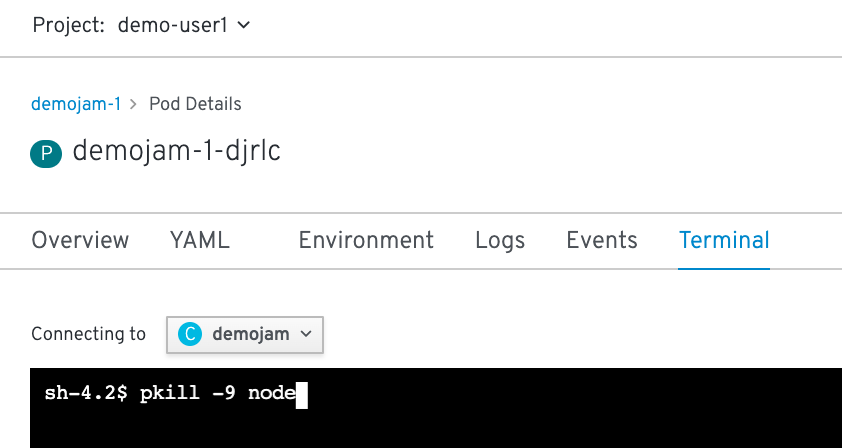 Project: demo-user1
demojam-1 > Pod Details
P demojam-1-djrlc
Overview YAML Environment Logs Events Terminal
Connecting to C demojam
sh-4.2$ pkill -9 node